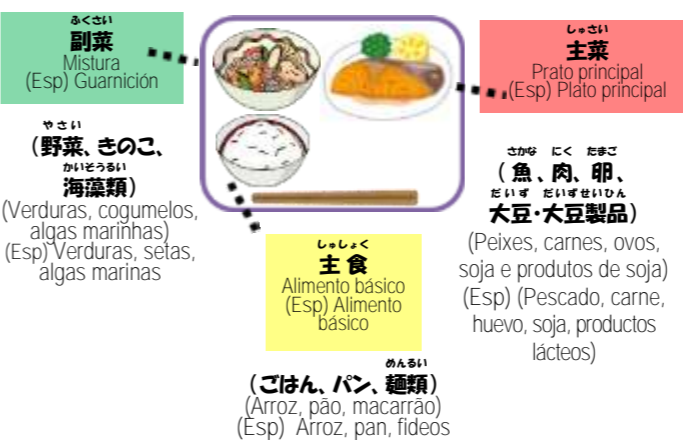 ふくさい
副菜
Mistura
(Esp) Guarnición
やさい
(野菜、きのこ、
かいそうるい
海藻類)
(Verduras, cogumelos,
algas marinhas)
(Esp) Verduras, setas,
algas marinas
しゅさい
主菜
Prato principal
(Esp) Plato principal
さかな にく たまご
(魚、肉、卵、
だいず だいずせいひん
大豆・大豆製品)
(Peixes, carnes, ovos,
soja e produtos de soja)
(Esp) (Pescado, carne,
huevo, soja, productos
lácteos)
しゅしょく
主食
Alimento básico
(Esp) Alimento
básico
めんるい
(ごはん、パン、麺類)
(Arroz, pão, macarrão)
(Esp) Arroz, pan, fideos